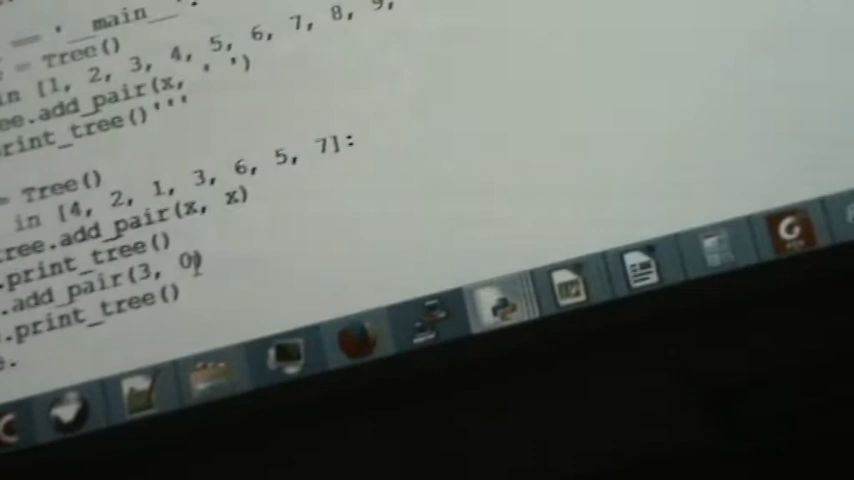 == '__main__':
= Tree()
in [1, 2, 3, 4, 5, 6, 7, 8, 9,
ee.add_pair(x, ' ')
rint_tree()'''
= Tree()
in [4, 2, 1, 3, 6, 5, 7]:
tree.add_pair(x, x)
.print_tree()
.add_pair(3, 0)
.print_tree()
e.